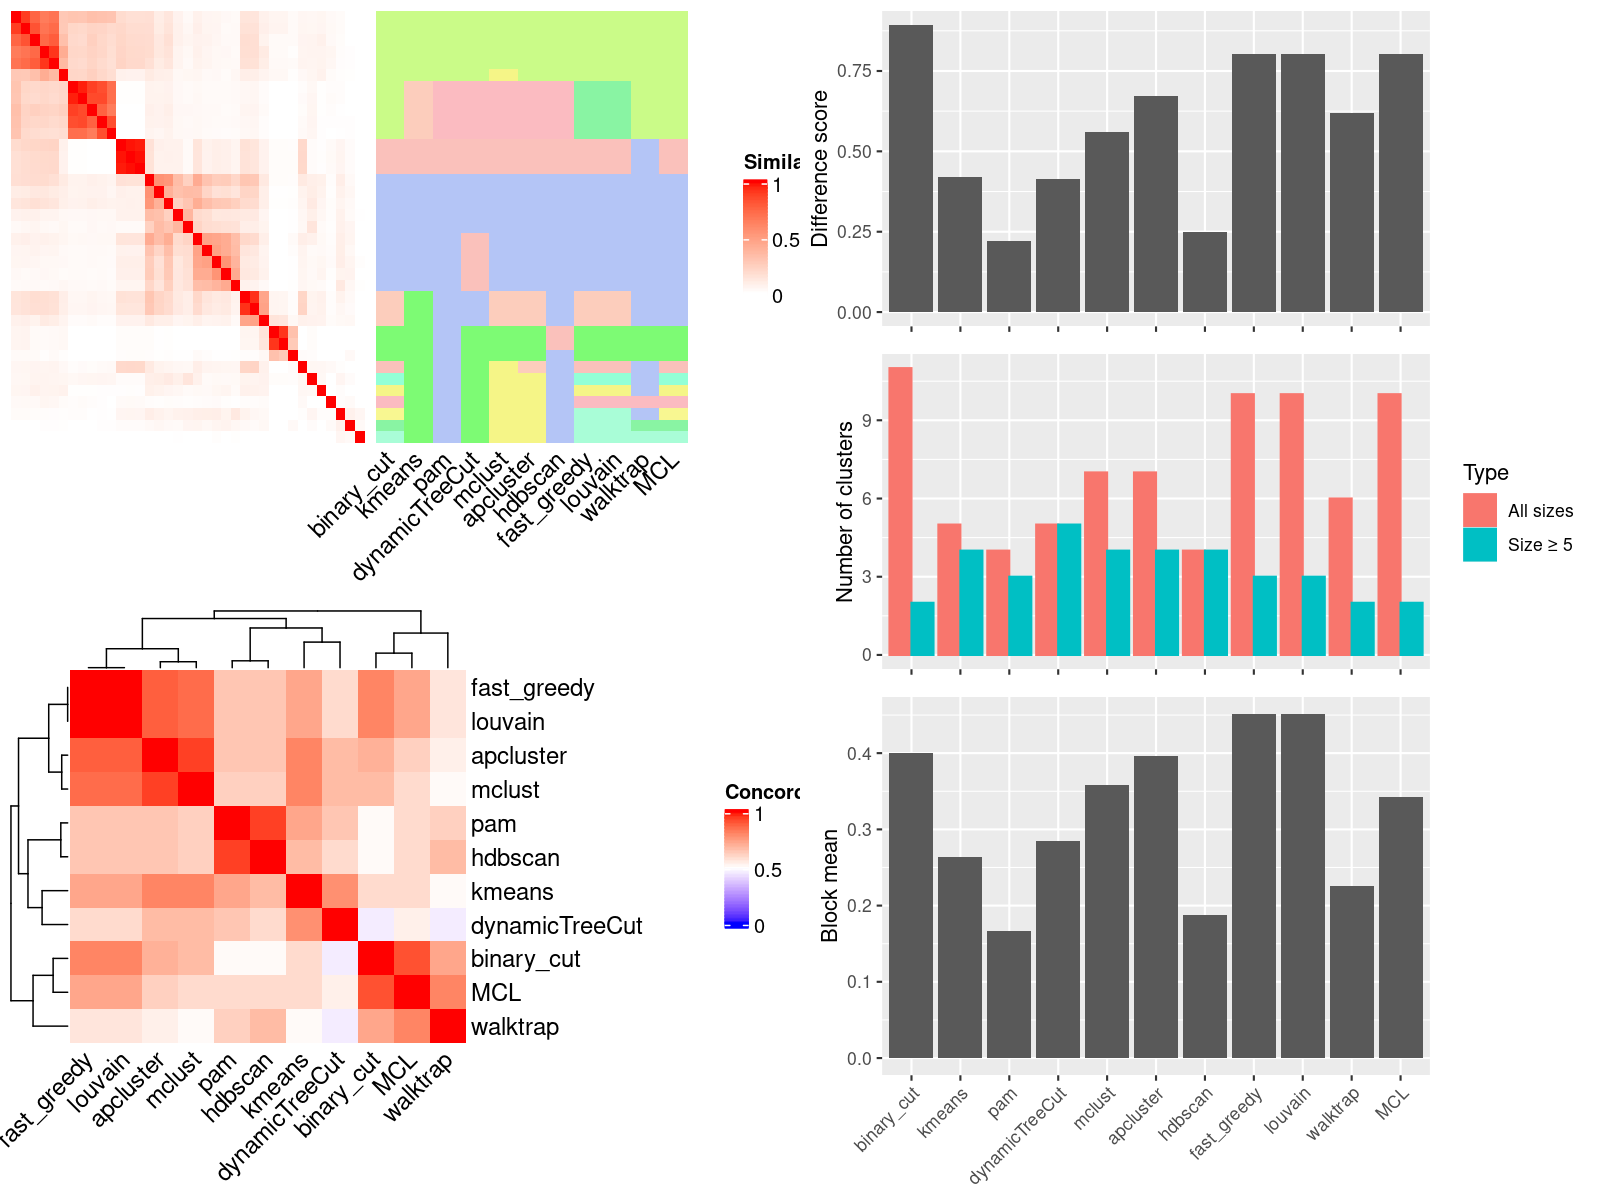 Simila
1
0.5
0
binary_cut
kmeans
pam
dynamicTreeCut
mclust
apcluster
hdbscan
fast_greedy
louvain
walktrap
MCL
fast_greedy
louvain
apcluster
mclust
pam
hdbscan
kmeans
dynamicTreeCut
binary_cut
MCL
walktrap
Concord
1
0.5
0
fast_greedy
louvain
apcluster
mclust
pam
hdbscan
kmeans
dynamicTreeCut
binary_cut
MCL
walktrap
Difference score
0.75
0.50
0.25
0.00
Number of clusters
9
6
3
0
Type
All sizes
Size ≥ 5
Block mean
0.4
0.3
0.2
0.1
0.0
binary_cut
kmeans
pam
dynamicTreeCut
mclust
apcluster
hdbscan
fast_greedy
louvain
walktrap
MCL